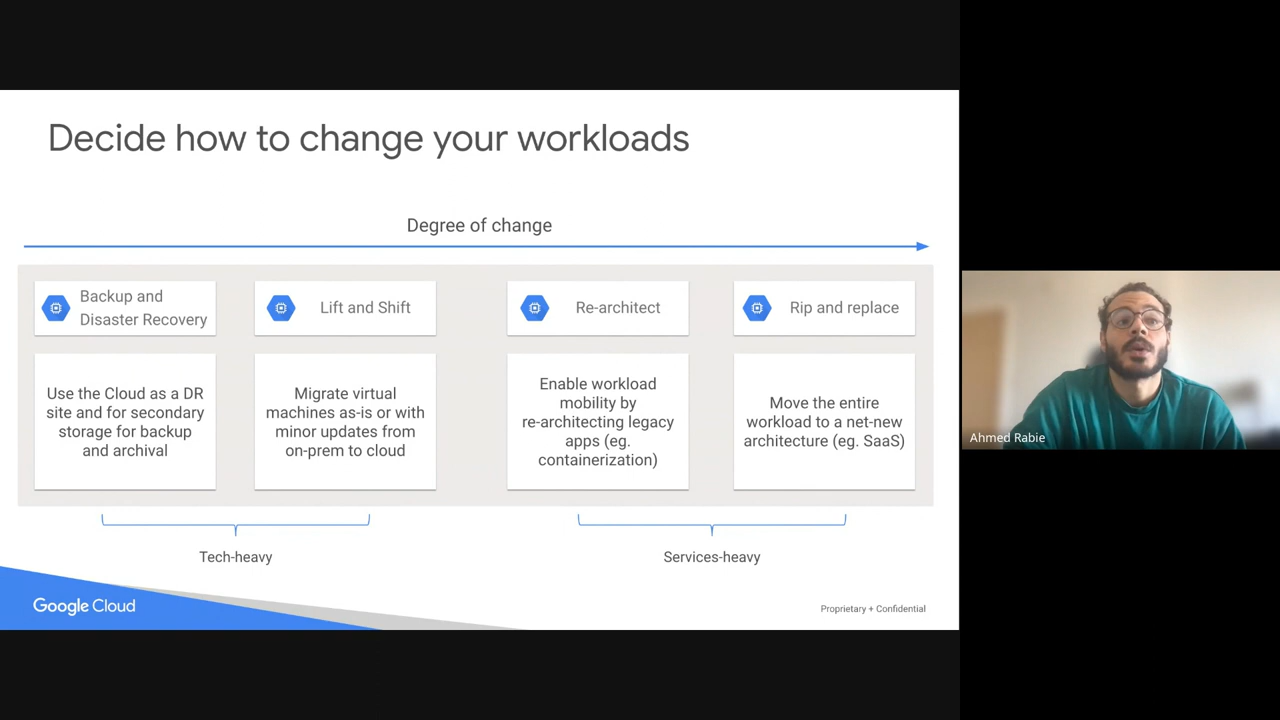 Decide how to change your workloads
Degree of change
Backup and
Disaster Recovery
Lift and Shift
Re-architect
Rip and replace
Use the Cloud as a DR
site and for secondary
storage for backup
and archival
Migrate virtual
machines as-is or with
minor updates from
on-prem to cloud
Enable workload
mobility by
re-architecting legacy
apps (eg.
containerization)
Move the entire
workload to a net-new
architecture (eg. SaaS)
Tech-heavy
Services-heavy
Google Cloud
Proprietary + Confidential
Ahmed Rabie